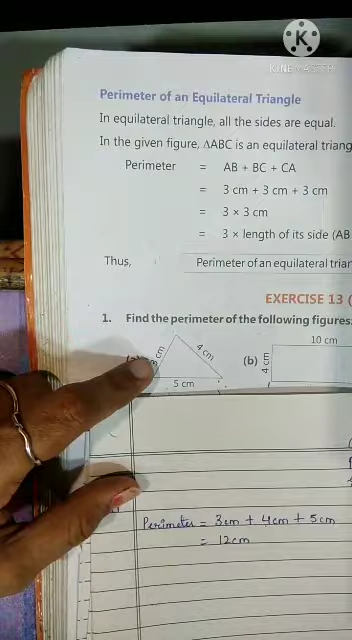 K
KINEMASTER
Perimeter of an Equilateral Triangle
In equilateral triangle, all the sides are equal.
In the given figure, ΔABC is an equilateral triang
Perimeter = AB + BC + CA
= 3 cm + 3 cm + 3 cm
= 3 × 3 cm
= 3 × length of its side (AB
Thus, Perimeter of an equilateral trian
EXERCISE 13 (
1. Find the perimeter of the following figures:
3 cm 4 cm 5 cm
(b) 10 cm 4 cm
Perimeter = 3cm + 4cm + 5cm
= 12cm